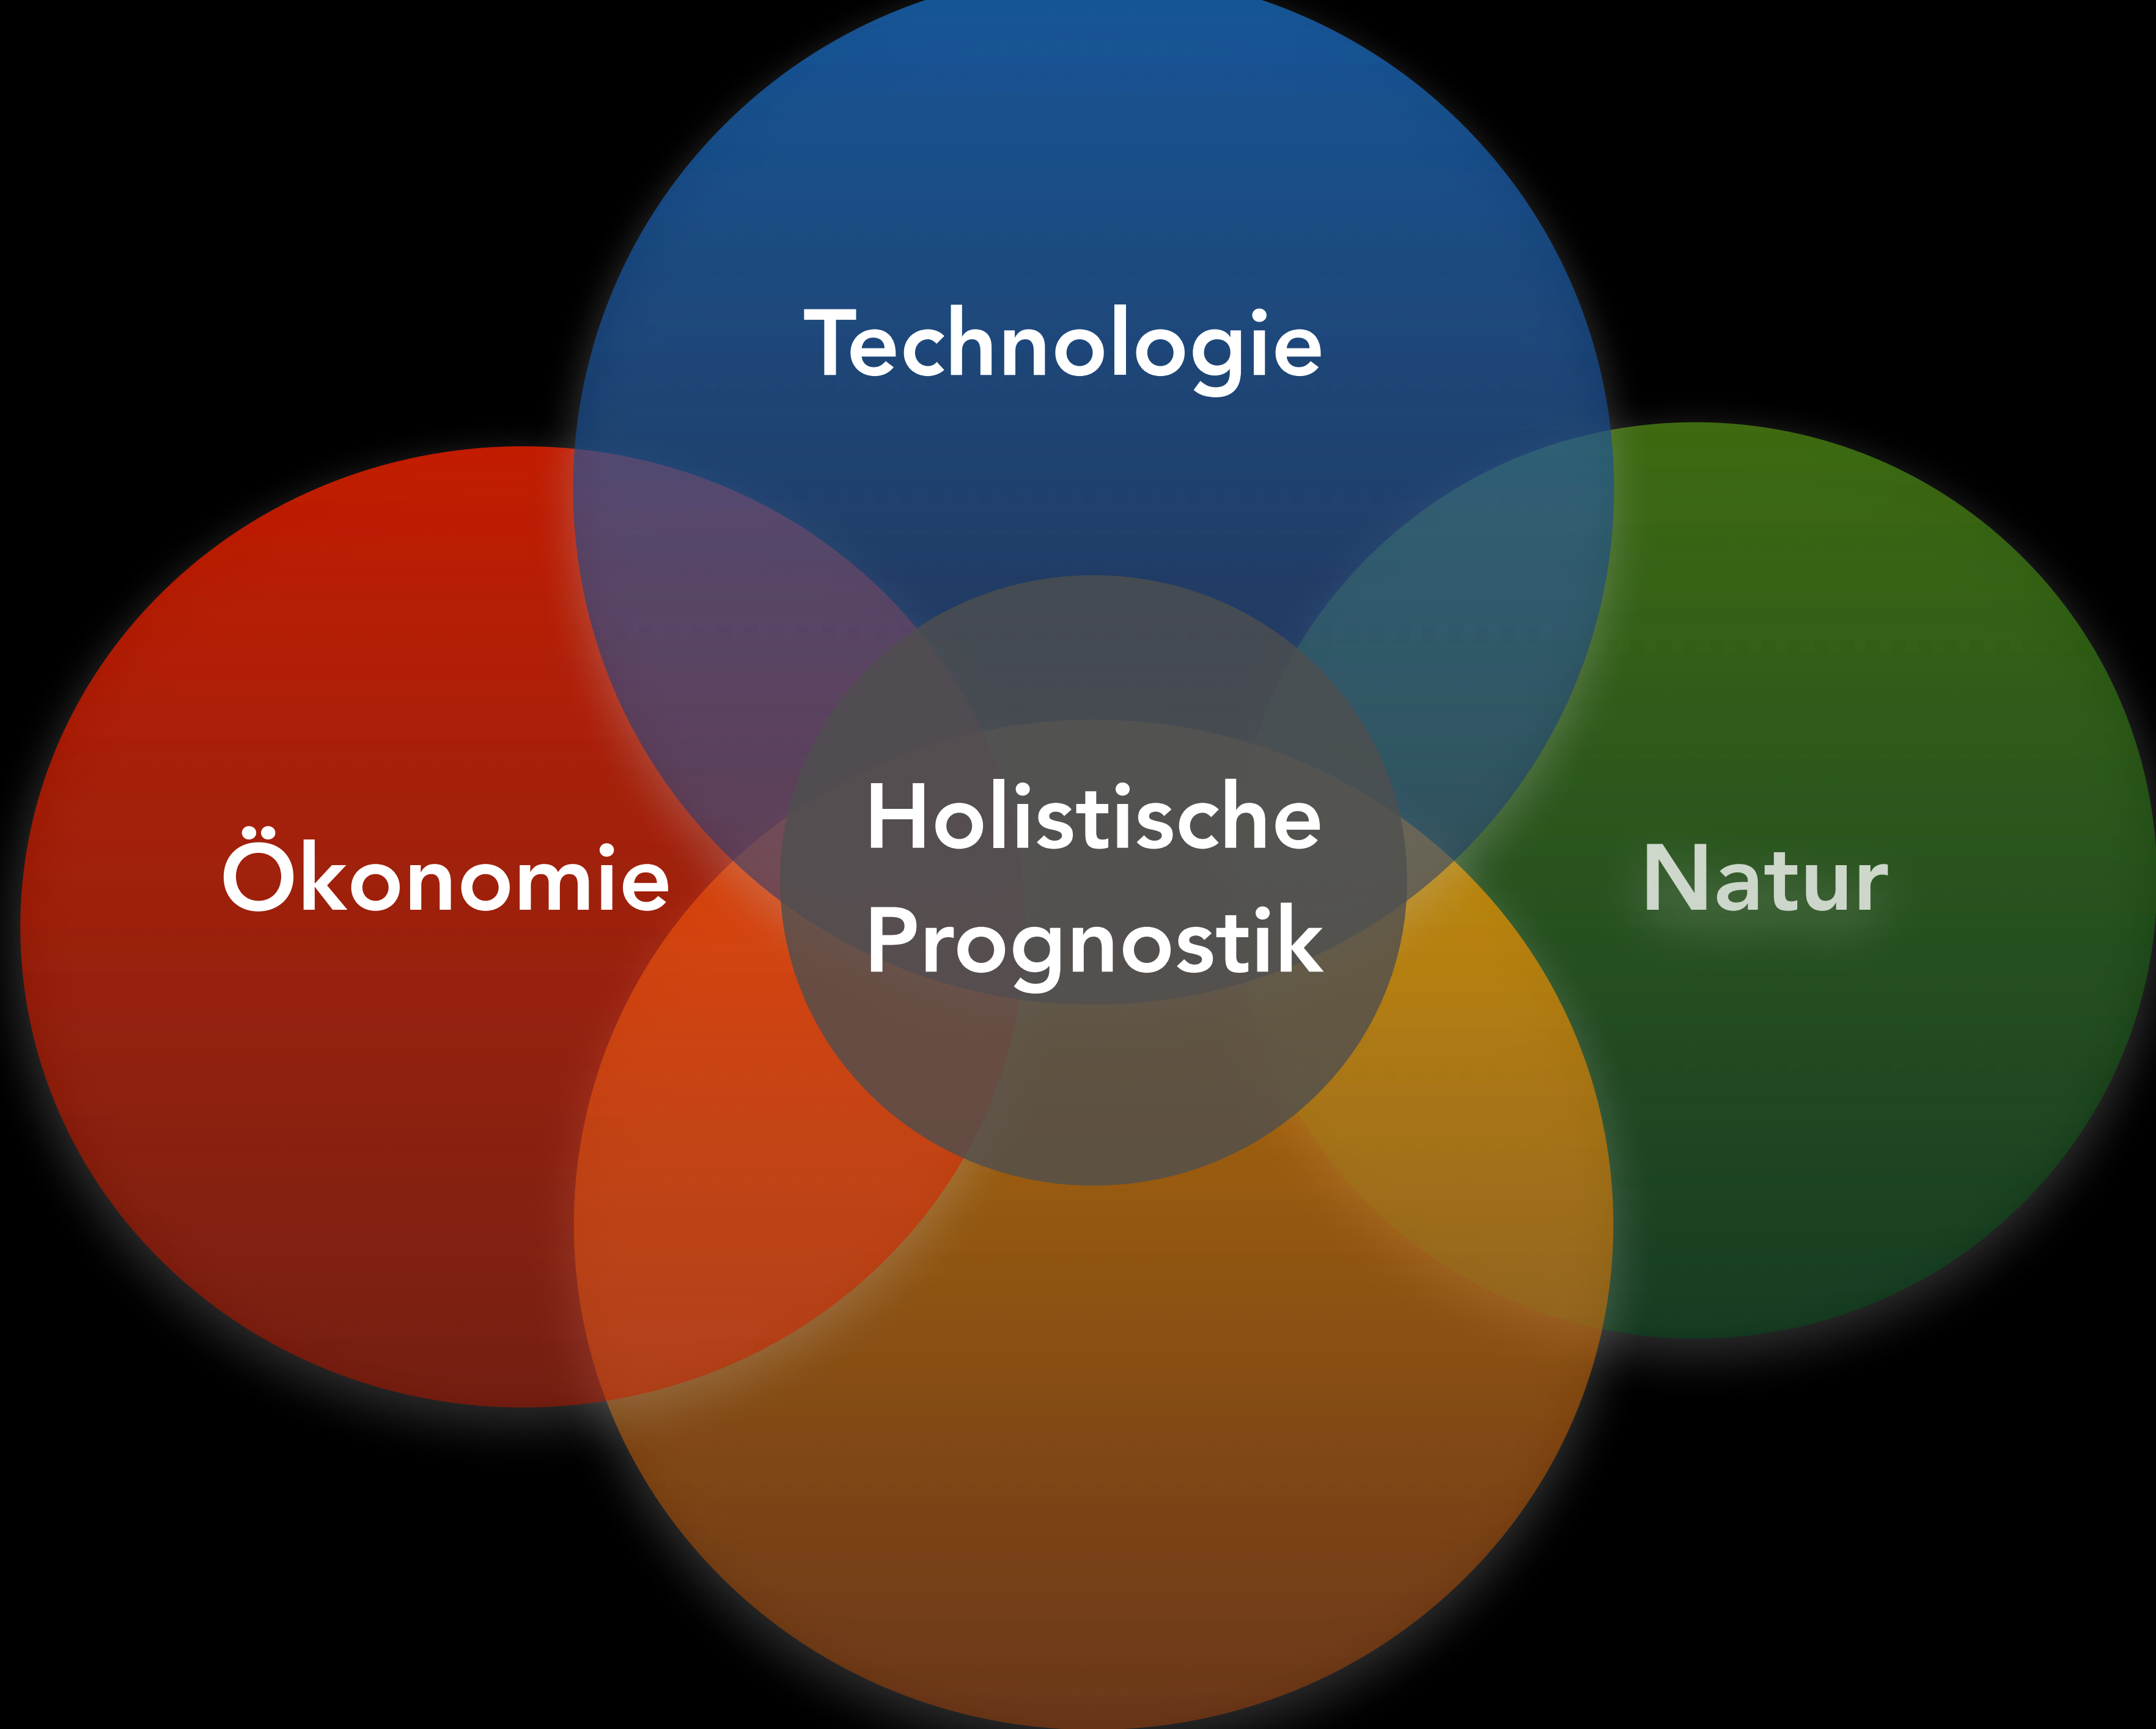 Technologie
Ökonomie
Holistische
Prognostik
Natur